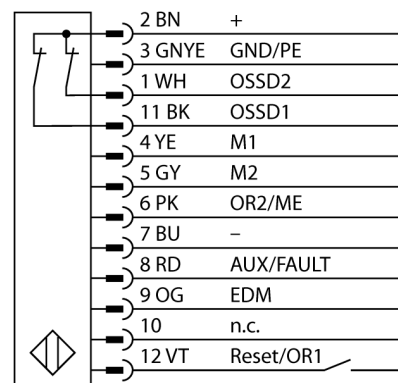 2 BN +
3 GNYE GND/PE
1 WH OSSD2
11 BK OSSD1
4 YE M1
5 GY M2
6 PK OR2/ME
7 BU –
8 RD AUX/FAULT
9 OG EDM
10 n.c.
12 VT Reset/OR1